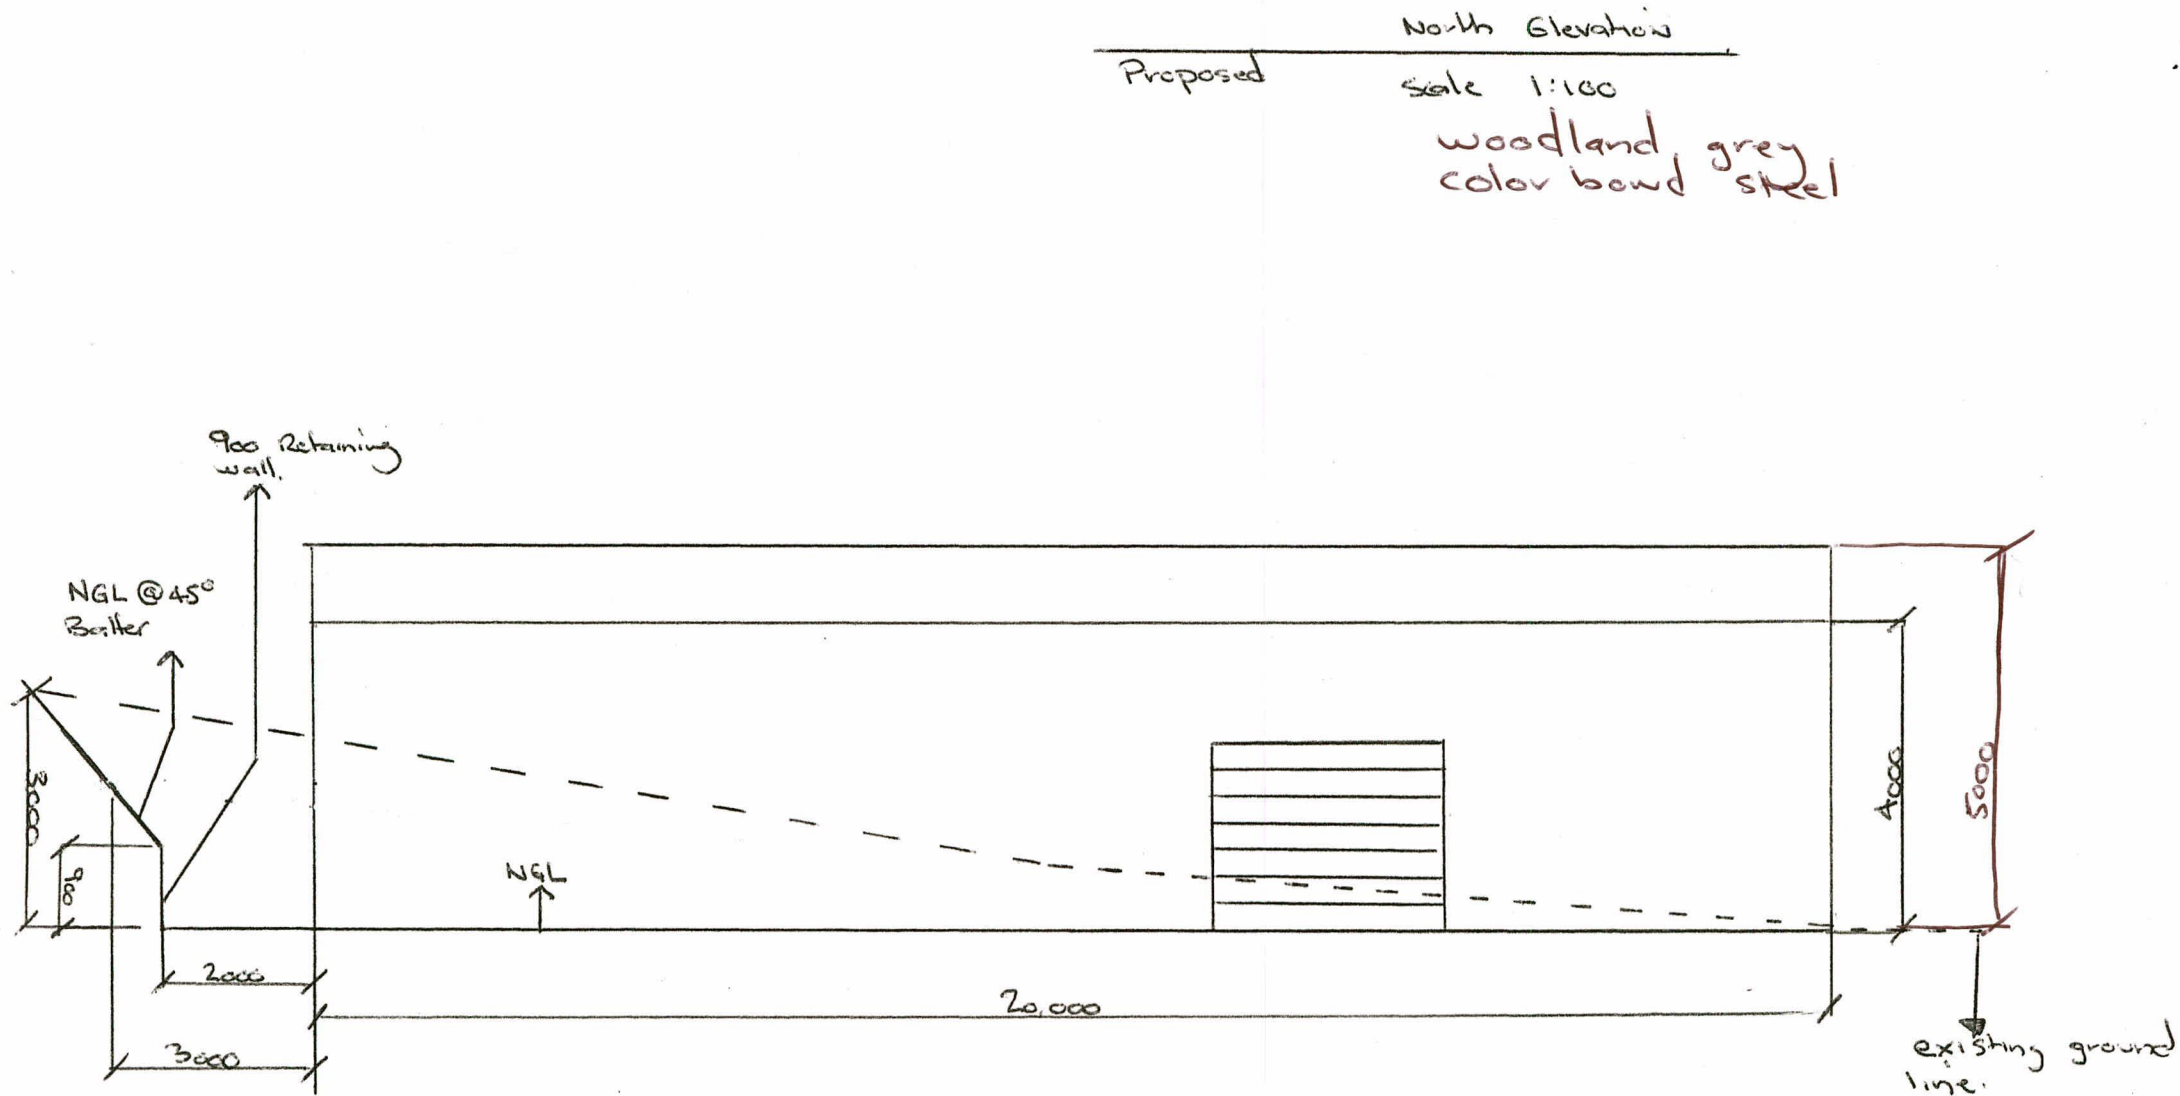 North Elevation
Proposed
Scale 1:100
woodland grey
color bond steel
900 Retaining
wall.
NGL @ 45°
Batter
3000
900
NGL
4000
5000
2000
20,000
3000
existing ground
line.